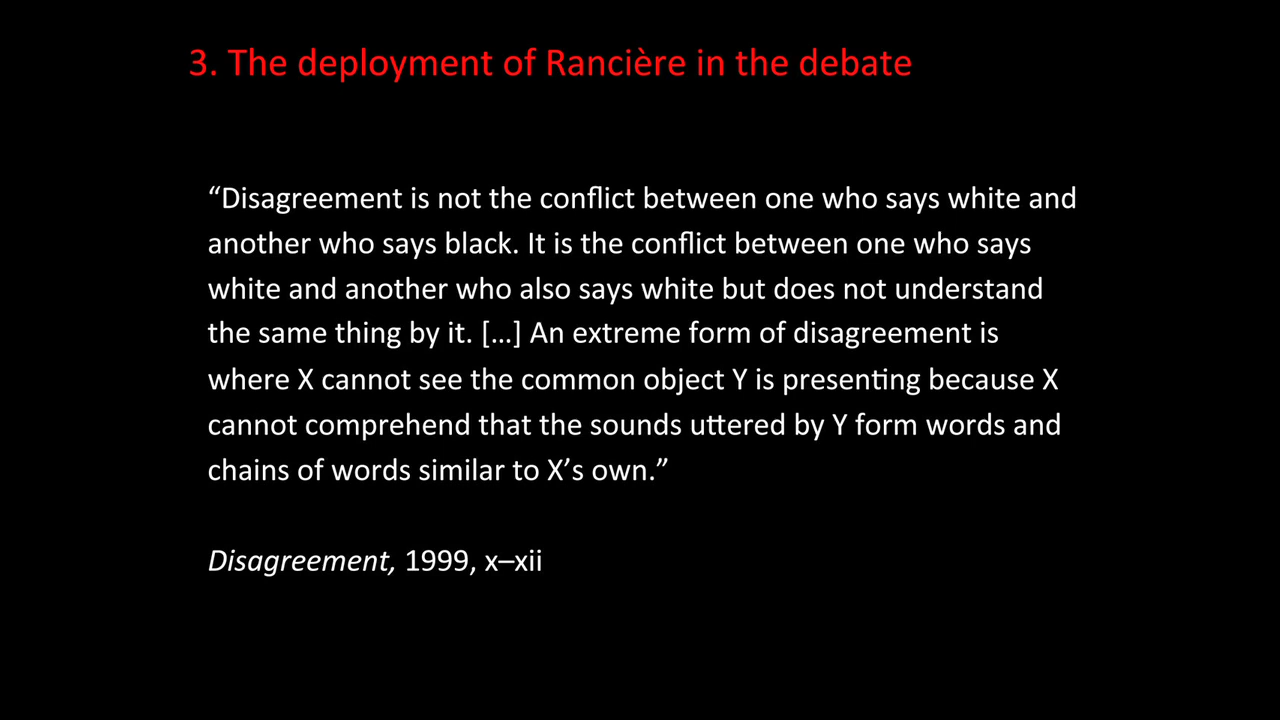 3. The deployment of Rancière in the debate
“Disagreement is not the conflict between one who says white and
another who says black. It is the conflict between one who says
white and another who also says white but does not understand
the same thing by it. […] An extreme form of disagreement is
where X cannot see the common object Y is presenting because X
cannot comprehend that the sounds uttered by Y form words and
chains of words similar to X’s own.”
Disagreement, 1999, x–xii